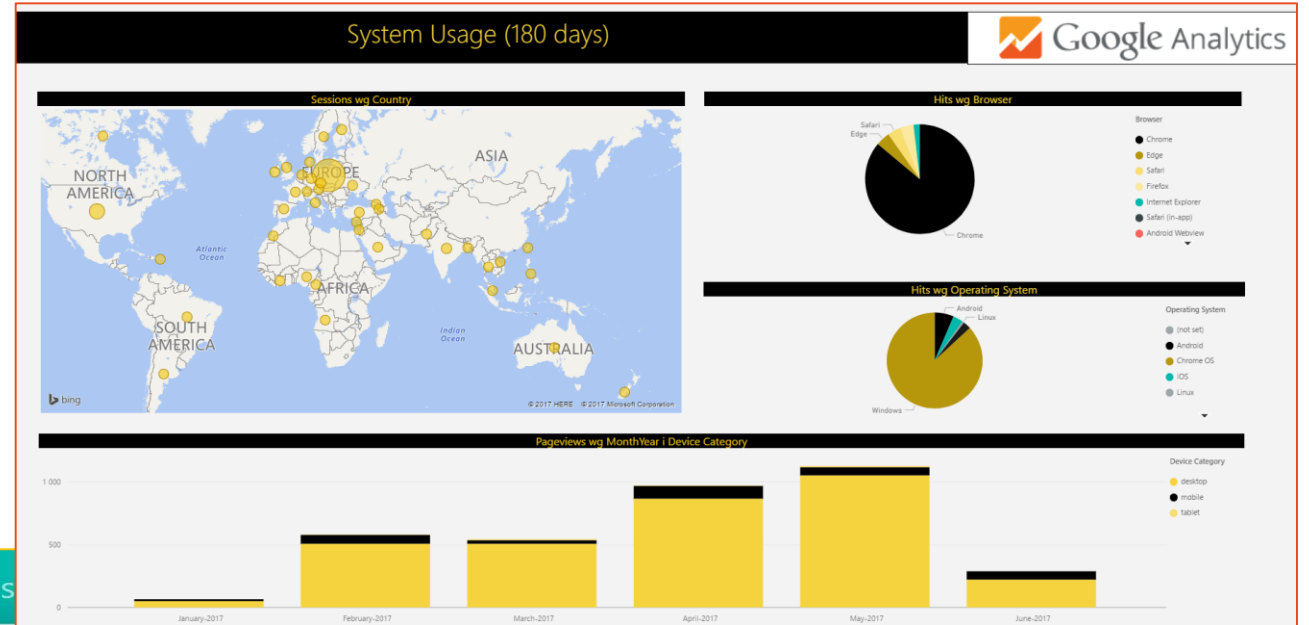 System Usage (180 days)
Google Analytics
Sessions wg Country
NORTH
AMERICA
EUROPE
ASIA
Atlantic
Ocean
AFRICA
SOUTH
AMERICA
Indian
Ocean
AUSTRALIA
bing
© 2017 HERE © 2017 Microsoft Corporation
Hits wg Browser
Safari
Edge
Chrome
Browser
Chrome
Edge
Safari
Firefox
Internet Explorer
Safari (in-app)
Android Webview
Hits wg Operating System
Android
Linux
Windows
Operating System
(not set)
Android
Chrome OS
iOS
Linux
Pageviews wg MonthYear i Device Category
1 000
500
0
January-2017
February-2017
March-2017
April-2017
May-2017
June-2017
Device Category
desktop
mobile
tablet
s